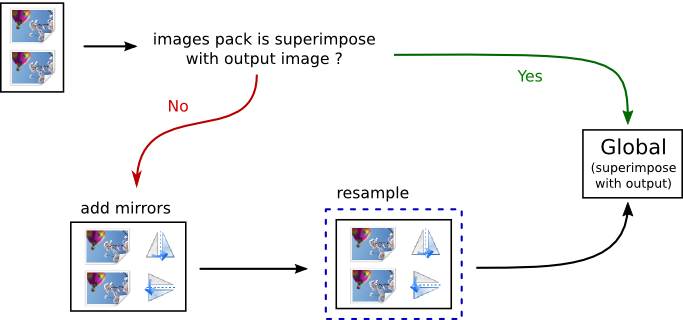 images pack is superimpose
with output image ?
Yes
No
Global
(superimpose
with output)
resample
add mirrors